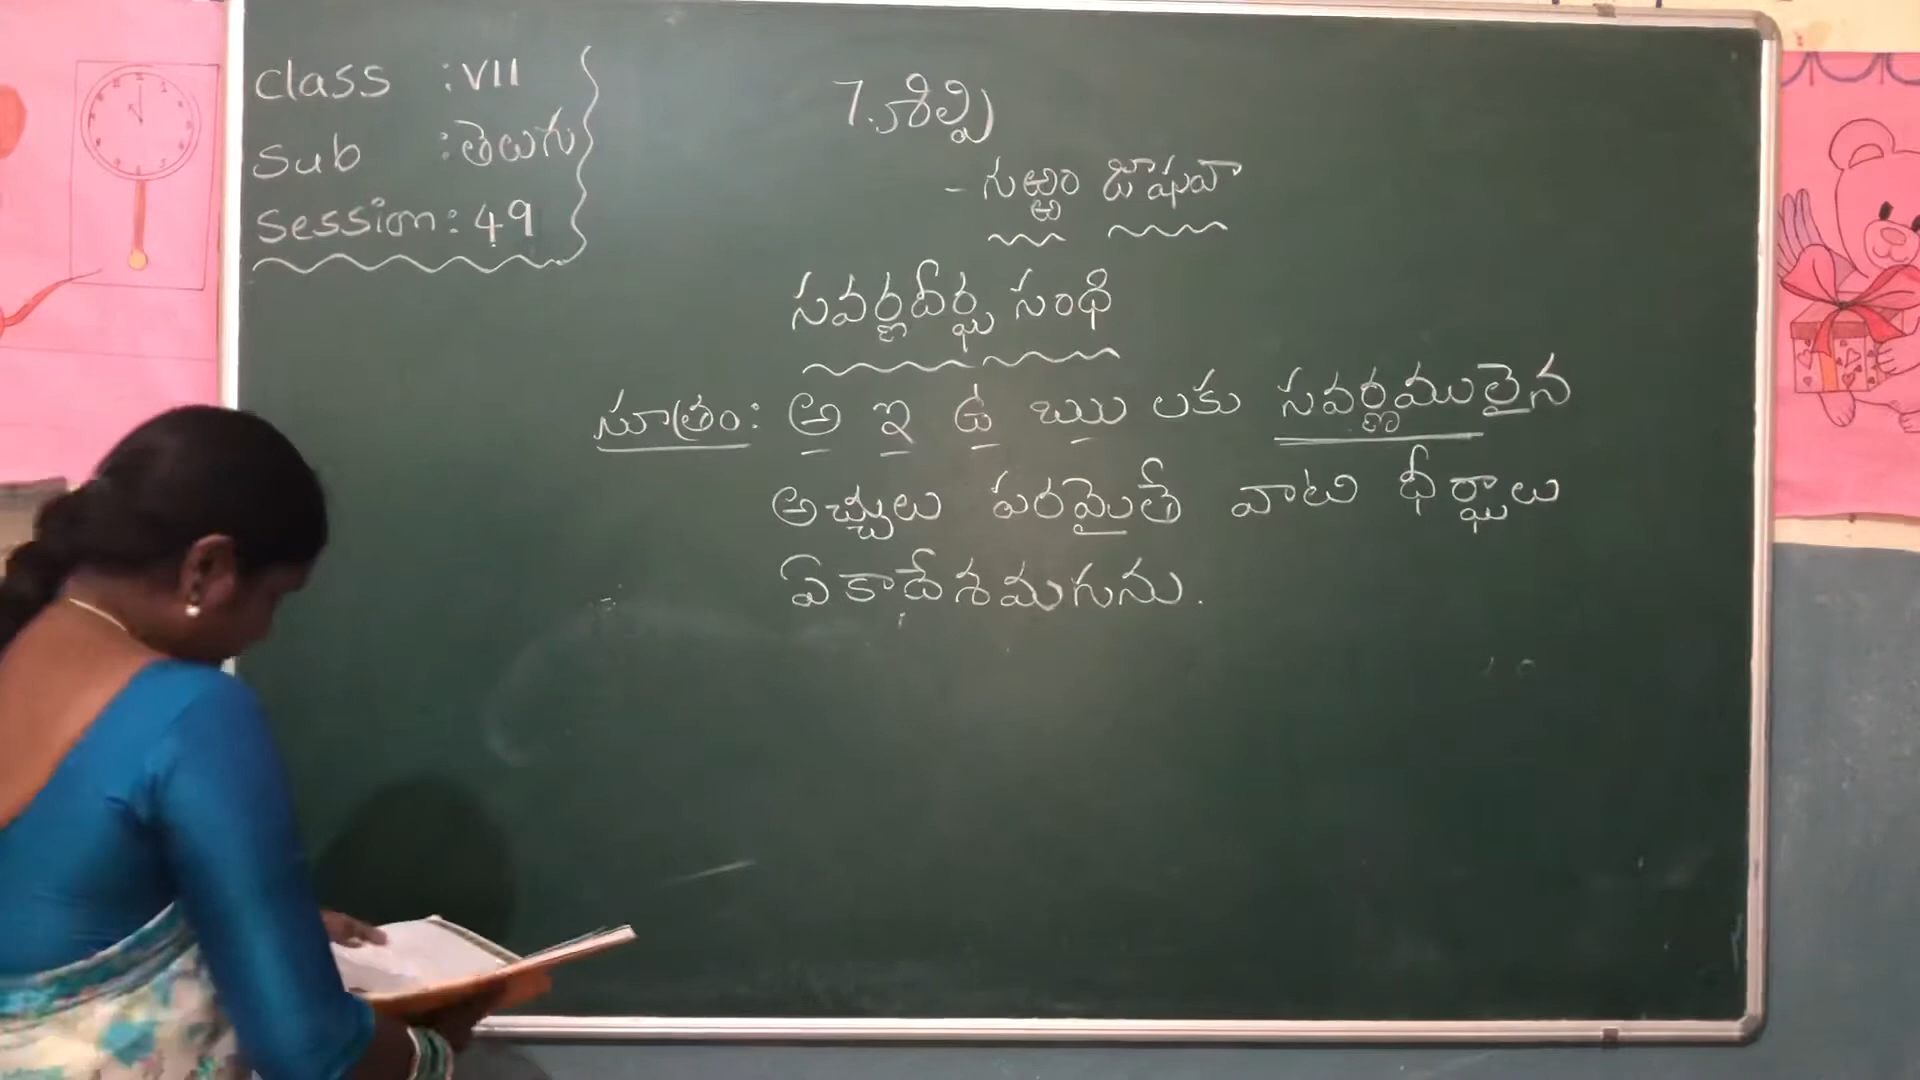 class : VII
sub : తెలుగు
session : 49
7. శిల్పి
- గుఱ్ఱం జాషువా
సవర్ణదీర్ఘ సంధి
సూత్రం : అ ఇ ఉ ఋ లకు సవర్ణములైన
అచ్చులు పరమైతే వాటి ధీర్ఘాలు
ఏకాదేశమగును.